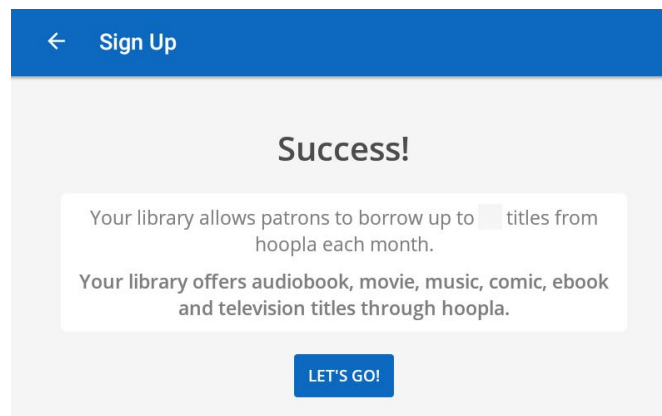 Sign Up
Success!
Your library allows patrons to borrow up to titles from
hoopla each month.
Your library offers audiobook, movie, music, comic, ebook
and television titles through hoopla.
LET'S GO!